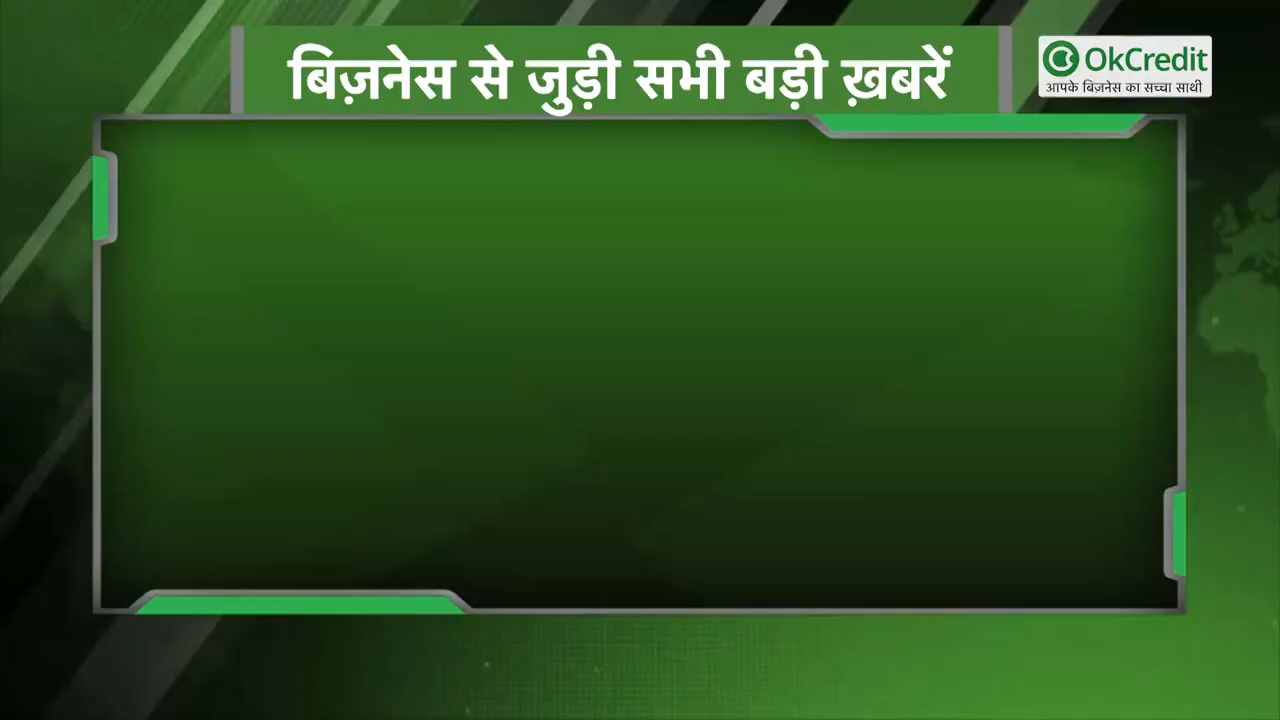 बिज़नेस से जुड़ी सभी बड़ी ख़बरें
OkCredit
आपके बिज़नेस का सच्चा साथी